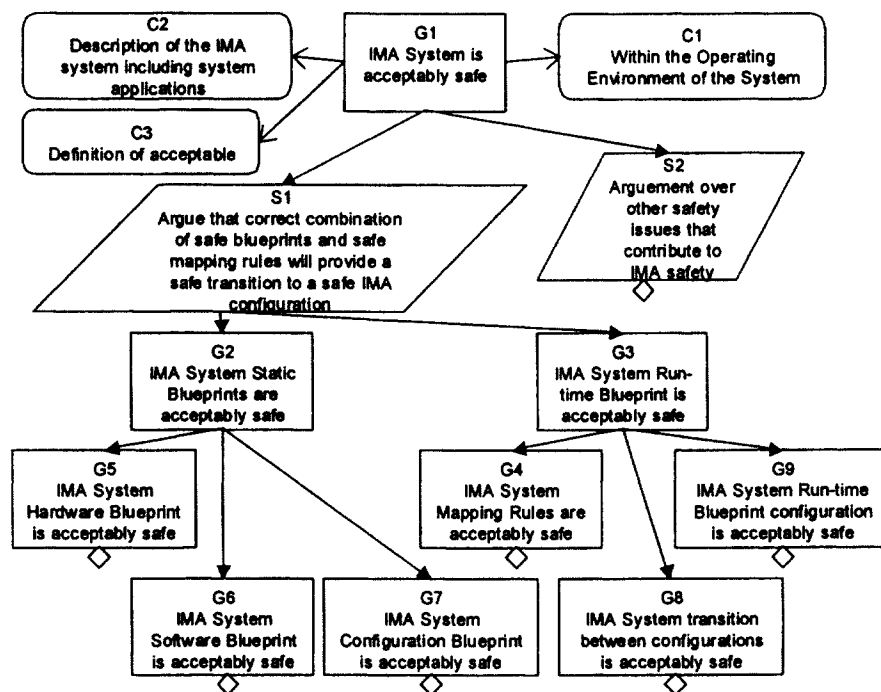 C2
Description of the IMA
system including system
applications
G1
IMA System is
acceptably safe
C1
Within the Operating
Environment of the System
C3
Definition of acceptable
S1
Argue that correct combination
of safe blueprints and safe
mapping rules will provide a
safe transition to a safe IMA
configuration
S2
Arguement over
other safety
issues that
contribute to
IMA safety
G2
IMA System Static
Blueprints are
acceptably safe
G3
IMA System Run-
time Blueprint is
acceptably safe
G5
IMA System
Hardware Blueprint
is acceptably safe
G4
IMA System
Mapping Rules are
acceptably safe
G9
IMA System Run-time
Blueprint configuration
is acceptably safe
G6
IMA System
Software Blueprint
is acceptably safe
G7
IMA System
Configuration Blueprint
is acceptably safe
G8
IMA System transition
between configurations
is acceptably safe